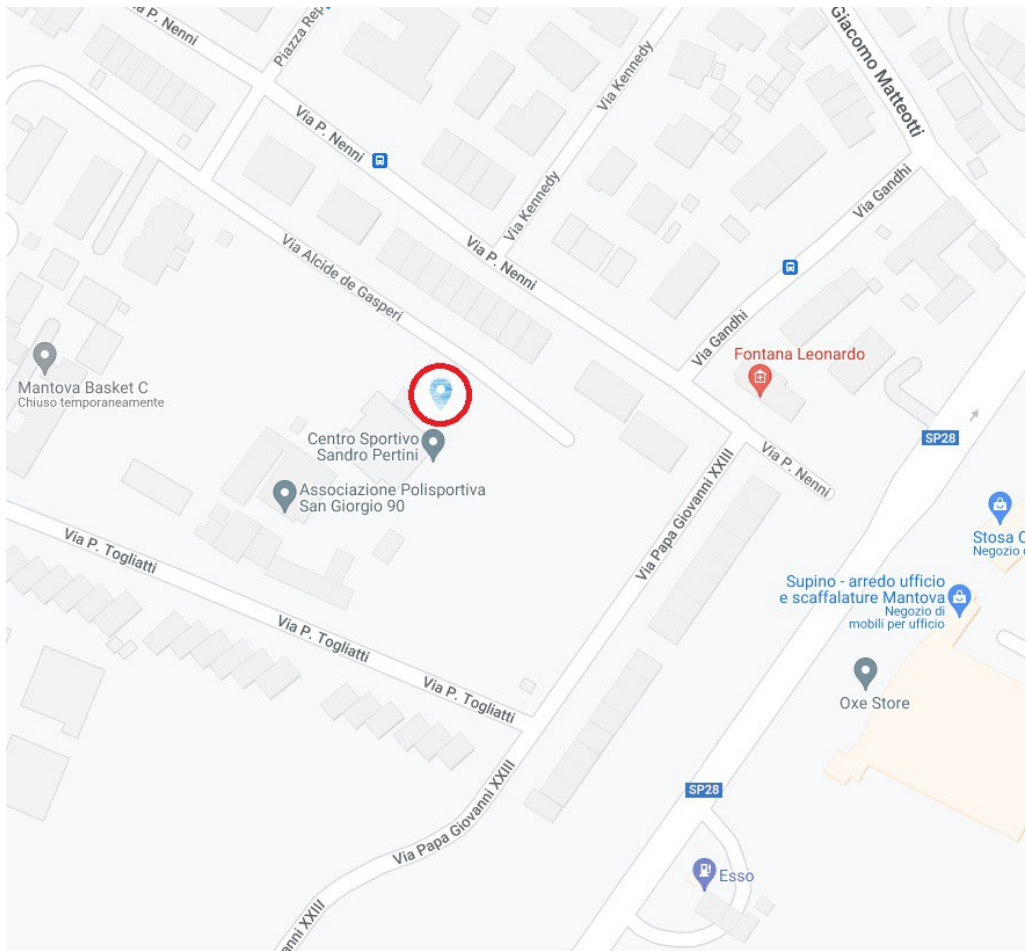 Via P. Nenni
Piazza Rep
Giacomo Matteotti
Via Kennedy
Via P. Nenni
Via Gandhi
Via Kennedy
Via Alcide de Gasperi
Via P. Nenni
Via Gandhi
Fontana Leonardo
Mantova Basket C
Chiuso temporaneamente
Centro Sportivo
Sandro Pertini
SP28
Via P. Nenni
Associazione Polisportiva
San Giorgio 90
Via Papa Giovanni XXIII
Stosa C
Negozio d
Via P. Togliatti
Supino - arredo ufficio
e scaffalature Mantova
Negozio di
mobili per ufficio
Via P. Togliatti
Via P. Togliatti
Oxe Store
SP28
Via Papa Giovanni XXIII
Esso
anni XXIII